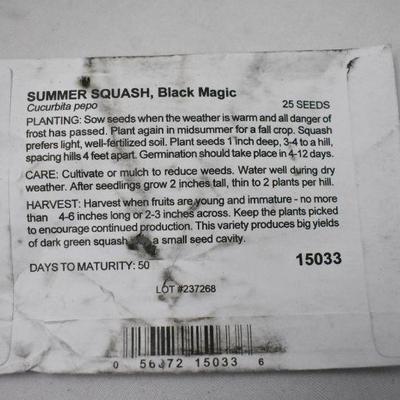 SUMMER SQUASH, Black Magic
Cucurbita pepo 25 SEEDS
PLANTING: Sow seeds when the weather is warm and all danger of
frost has passed. Plant again in midsummer for a fall crop. Squash
prefers light, well-fertilized soil. Plant seeds 1 inch deep, 3-4 to a hill,
spacing hills 4 feet apart. Germination should take place in 4-12 days.
CARE: Cultivate or mulch to reduce weeds. Water well during dry
weather. After seedlings grow 2 inches tall, thin to 2 plants per hill.
HARVEST: Harvest when fruits are young and immature - no more
than 4-6 inches long or 2-3 inches across. Keep the plants picked
to encourage continued production. This variety produces big yields
of dark green squash a small seed cavity.
DAYS TO MATURITY: 50 15033
LOT #237268
0 56072 15033 6